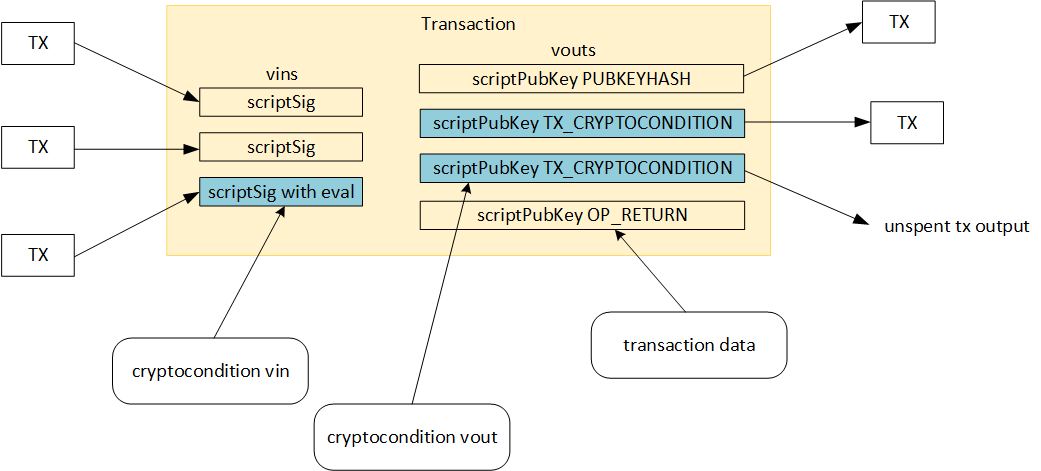 Transaction
TX
TX
vins
vouts
scriptPubKey PUBKEYHASH
scriptSig
scriptPubKey TX_CRYPTOCONDITION
TX
TX
scriptSig
scriptPubKey TX_CRYPTOCONDITION
scriptSig with eval
scriptPubKey OP_RETURN
unspent tx output
TX
transaction data
cryptocondition vin
cryptocondition vout